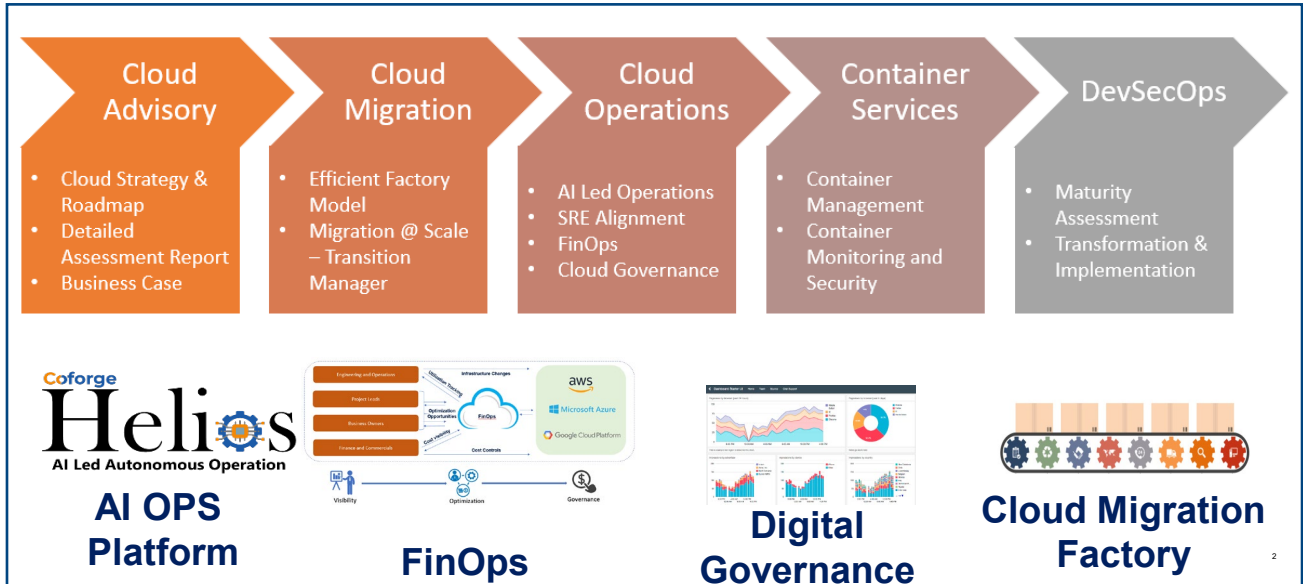 Cloud
Advisory
Cloud
Migration
Cloud
Operations
Container
Services
DevSecOps
• Cloud Strategy &
Roadmap
• Detailed
Assessment Report
• Business Case
• Efficient Factory
Model
• Migration @ Scale
– Transition
Manager
• AI Led Operations
• SRE Alignment
• FinOps
• Cloud Governance
• Container
Management
• Container
Monitoring and
Security
• Maturity
Assessment
• Transformation &
Implementation
Coforge
Helios
AI Led Autonomous Operation
AI OPS
Platform
Engineering and Operations
Project Leads
Business Owners
Finance and Commercials
Infrastructure Changes
Utilization Tracking
Optimization
Opportunities
Cost Visibility
Cost Controls
FinOps
aws
Microsoft Azure
Google Cloud Platform
Visibility
Optimization
Governance
FinOps
Digital
Governance
Cloud Migration
Factory
2